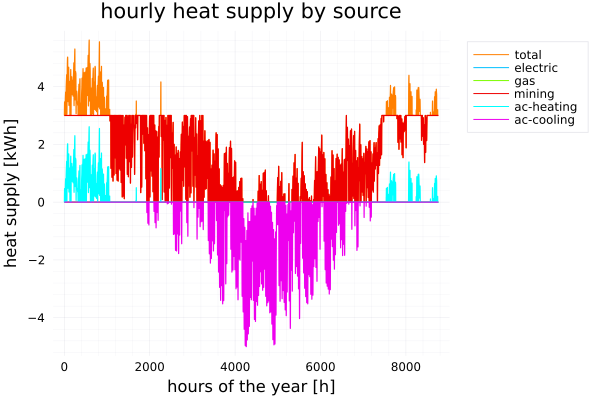 hourly heat supply by source
total
electric
gas
mining
ac-heating
ac-cooling
heat supply [kWh]
4
2
0
−2
−4
0 2000 4000 6000 8000
hours of the year [h]